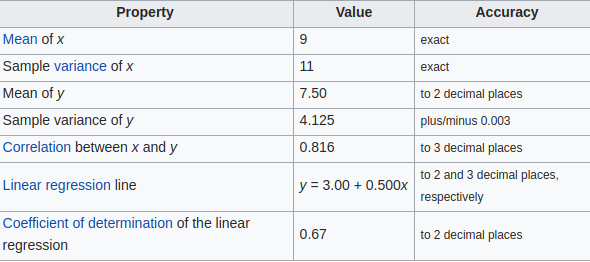 Property Value Accuracy
Mean of x 9 exact
Sample variance of x 11 exact
Mean of y 7.50 to 2 decimal places
Sample variance of y 4.125 plus/minus 0.003
Correlation between x and y 0.816 to 3 decimal places
Linear regression line y = 3.00 + 0.500x to 2 and 3 decimal places,
respectively
Coefficient of determination of the linear
regression 0.67 to 2 decimal places